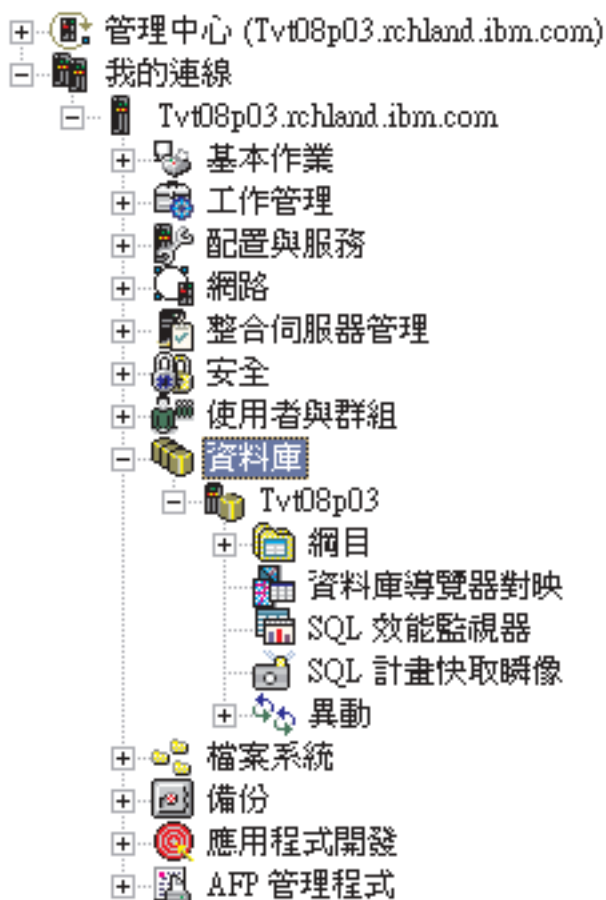 管理中心 (Tvt08p03.rchland.ibm.com)
我的連線
Tvt08p03.rchland.ibm.com
基本作業
工作管理
配置與服務
網路
整合伺服器管理
安全
使用者與群組
資料庫
Tvt08p03
綱目
資料庫導覽器對映
SQL 效能監視器
SQL 計畫快取瞬像
異動
檔案系統
備份
應用程式開發
AFP 管理程式